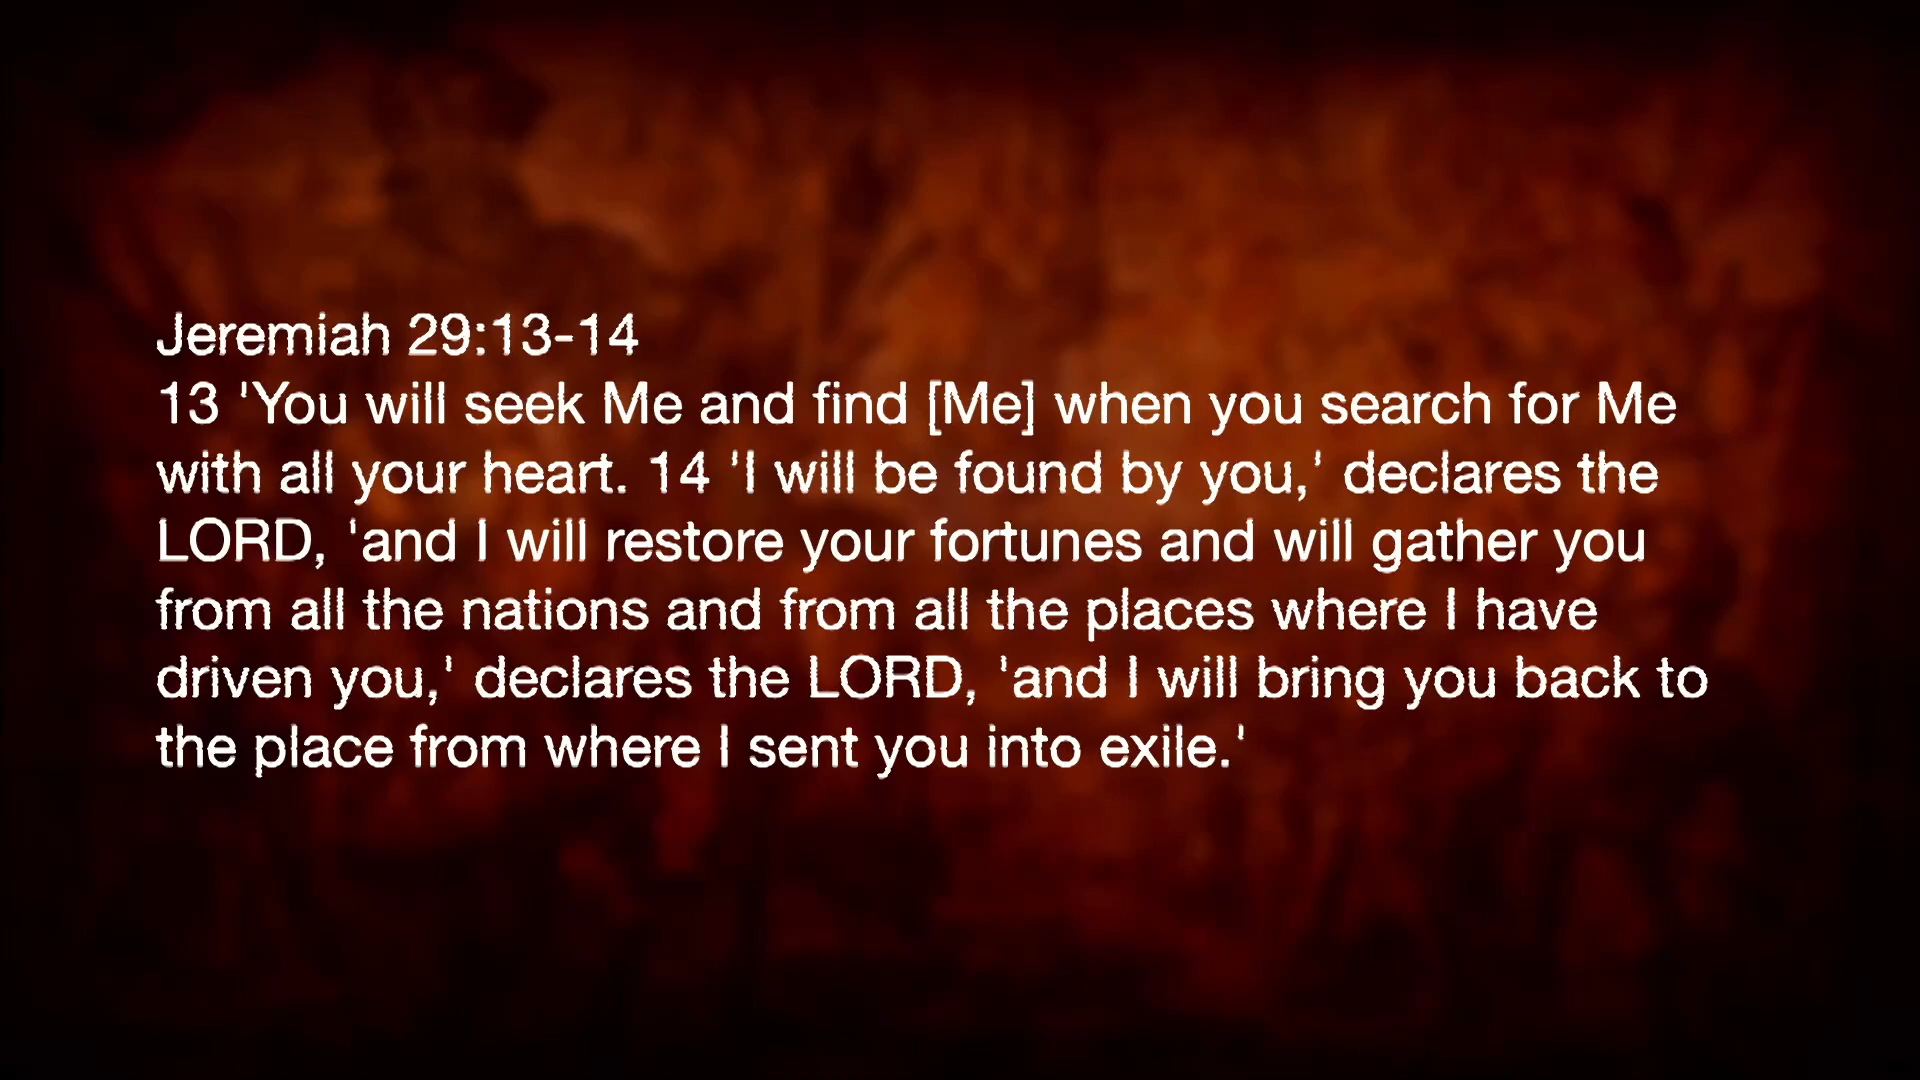 Jeremiah 29:13-14
13 'You will seek Me and find [Me] when you search for Me
with all your heart. 14 'I will be found by you,' declares the
LORD, 'and I will restore your fortunes and will gather you
from all the nations and from all the places where I have
driven you,' declares the LORD, 'and I will bring you back to
the place from where I sent you into exile.'